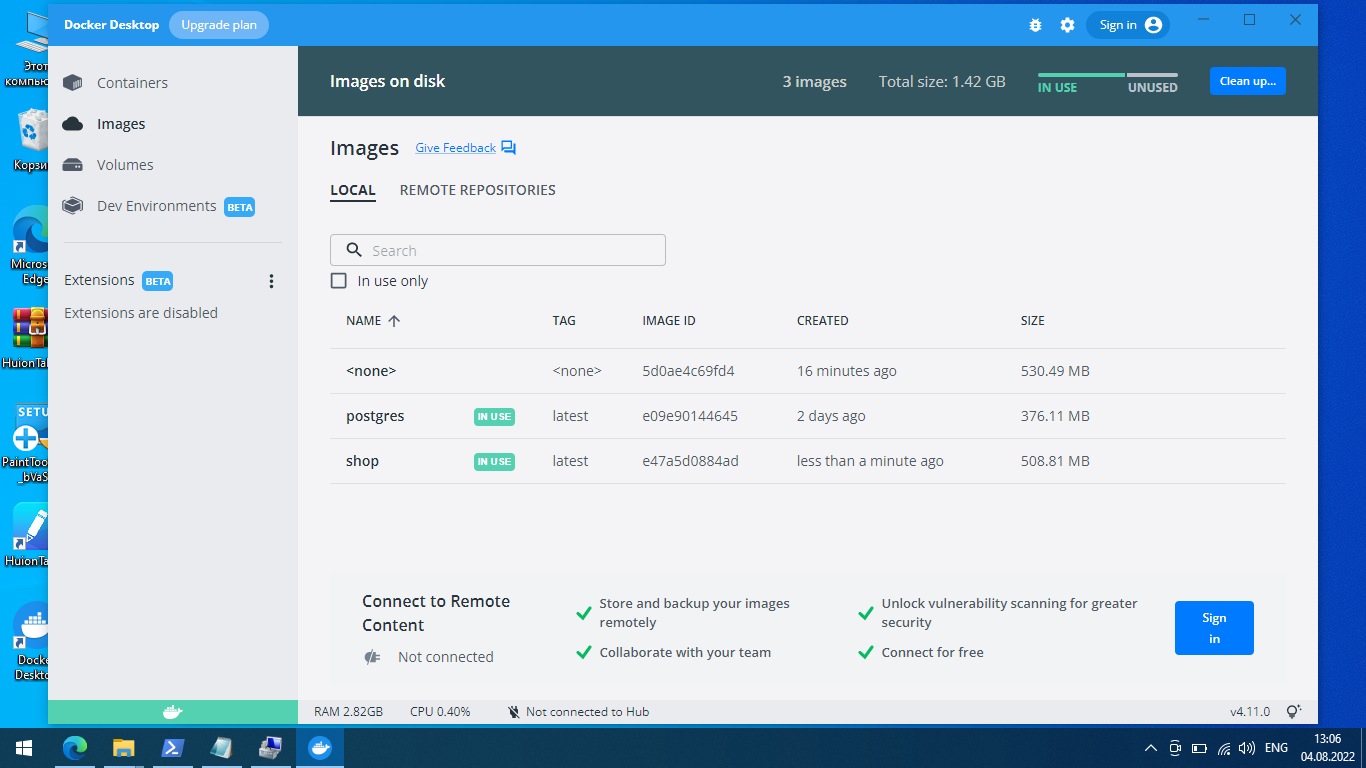 Docker Desktop Upgrade plan Sign in
Этот
компью
Корзи
Micros
Edge
HuionTa
SETU
PaintToo
_bVaS
HuionTa
Docke
Deskto
Containers
Images
Volumes
Dev Environments BETA
Extensions BETA
Extensions are disabled
Images on disk 3 images Total size: 1.42 GB IN USE UNUSED Clean up...
Images Give Feedback
LOCAL REMOTE REPOSITORIES
Search
In use only
NAME TAG IMAGE ID CREATED SIZE
<none> <none> 5d0ae4c69fd4 16 minutes ago 530.49 MB
postgres IN USE latest e09e90144645 2 days ago 376.11 MB
shop IN USE latest e47a5d0884ad less than a minute ago 508.81 MB
Connect to Remote
Content
Not connected
Store and backup your images
remotely
Collaborate with your team
Unlock vulnerability scanning for greater
security
Connect for free
Sign
in
RAM 2.82GB CPU 0.40% Not connected to Hub v4.11.0
ENG
13:06
04.08.2022